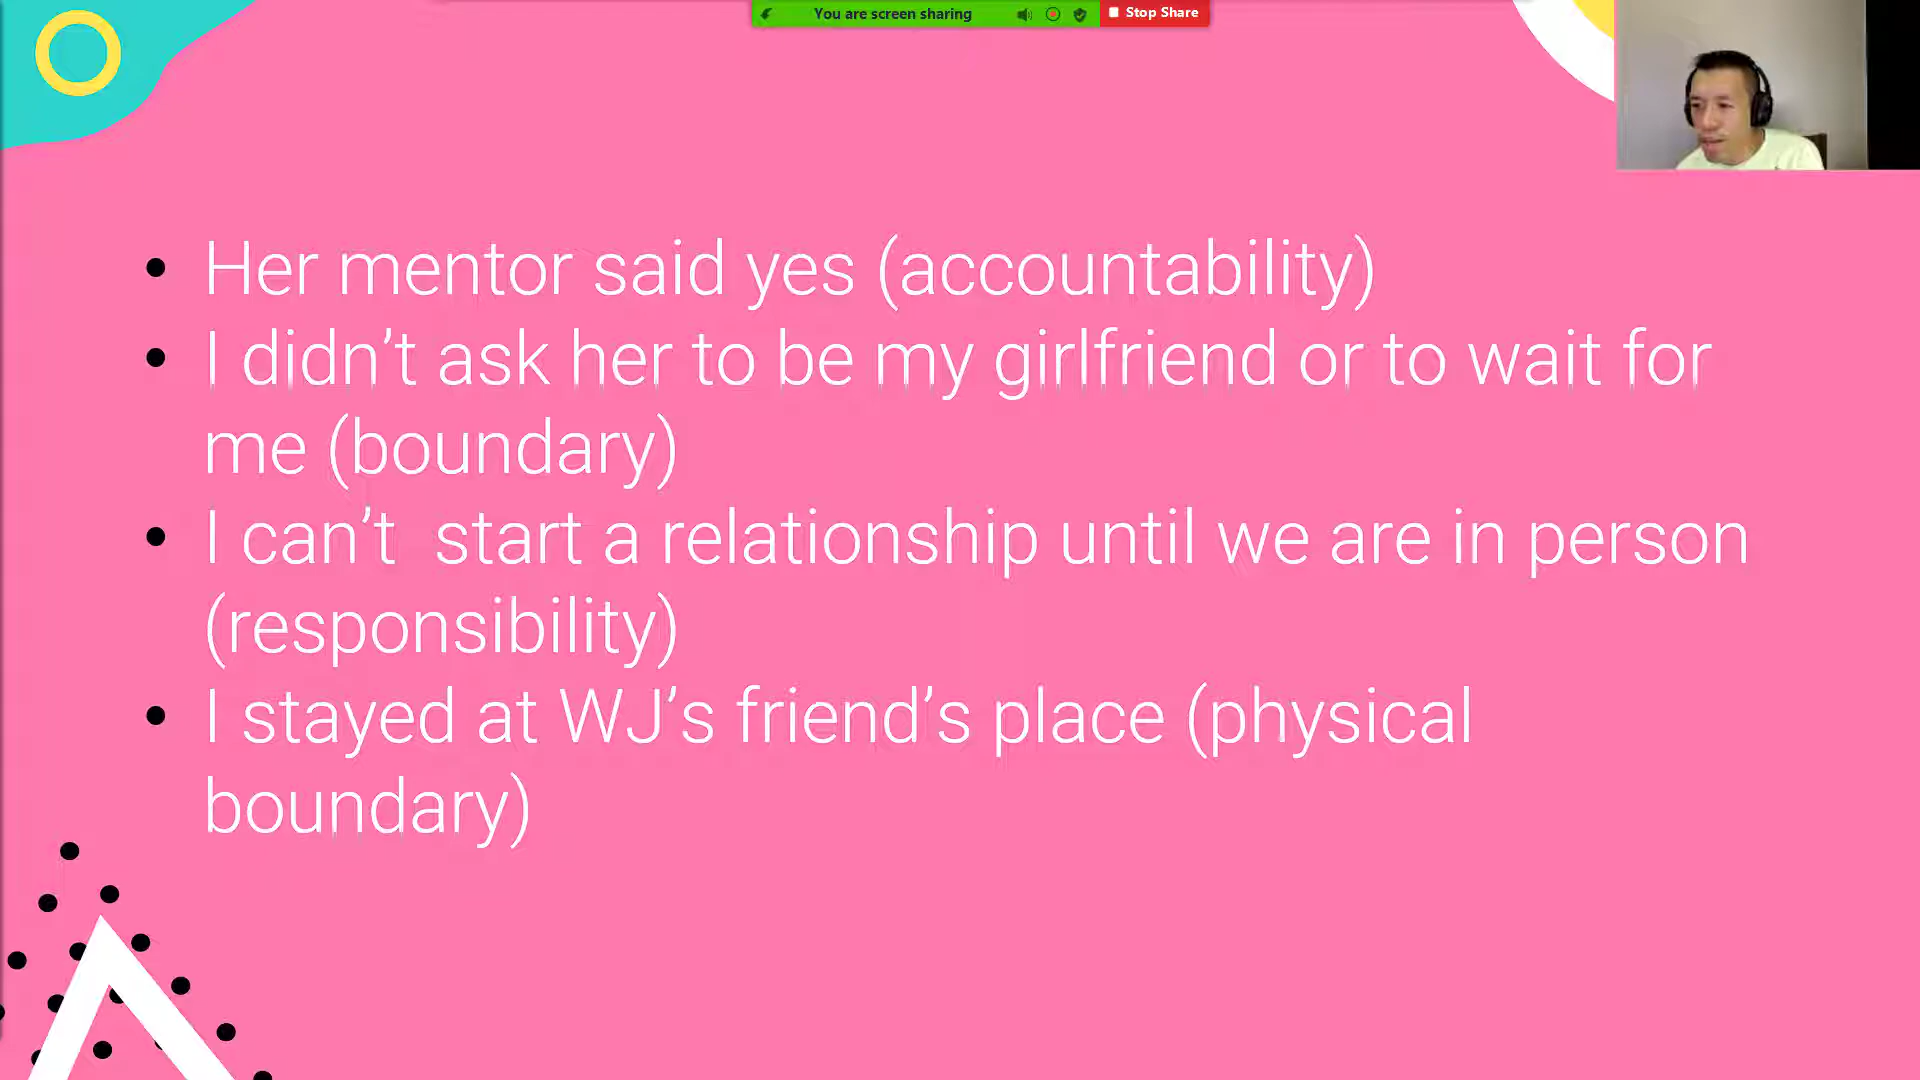 You are screen sharing
Stop Share
Her mentor said yes (accountability)
I didn’t ask her to be my girlfriend or to wait for
me (boundary)
I can’t  start a relationship until we are in person
(responsibility)
I stayed at WJ’s friend’s place (physical
boundary)